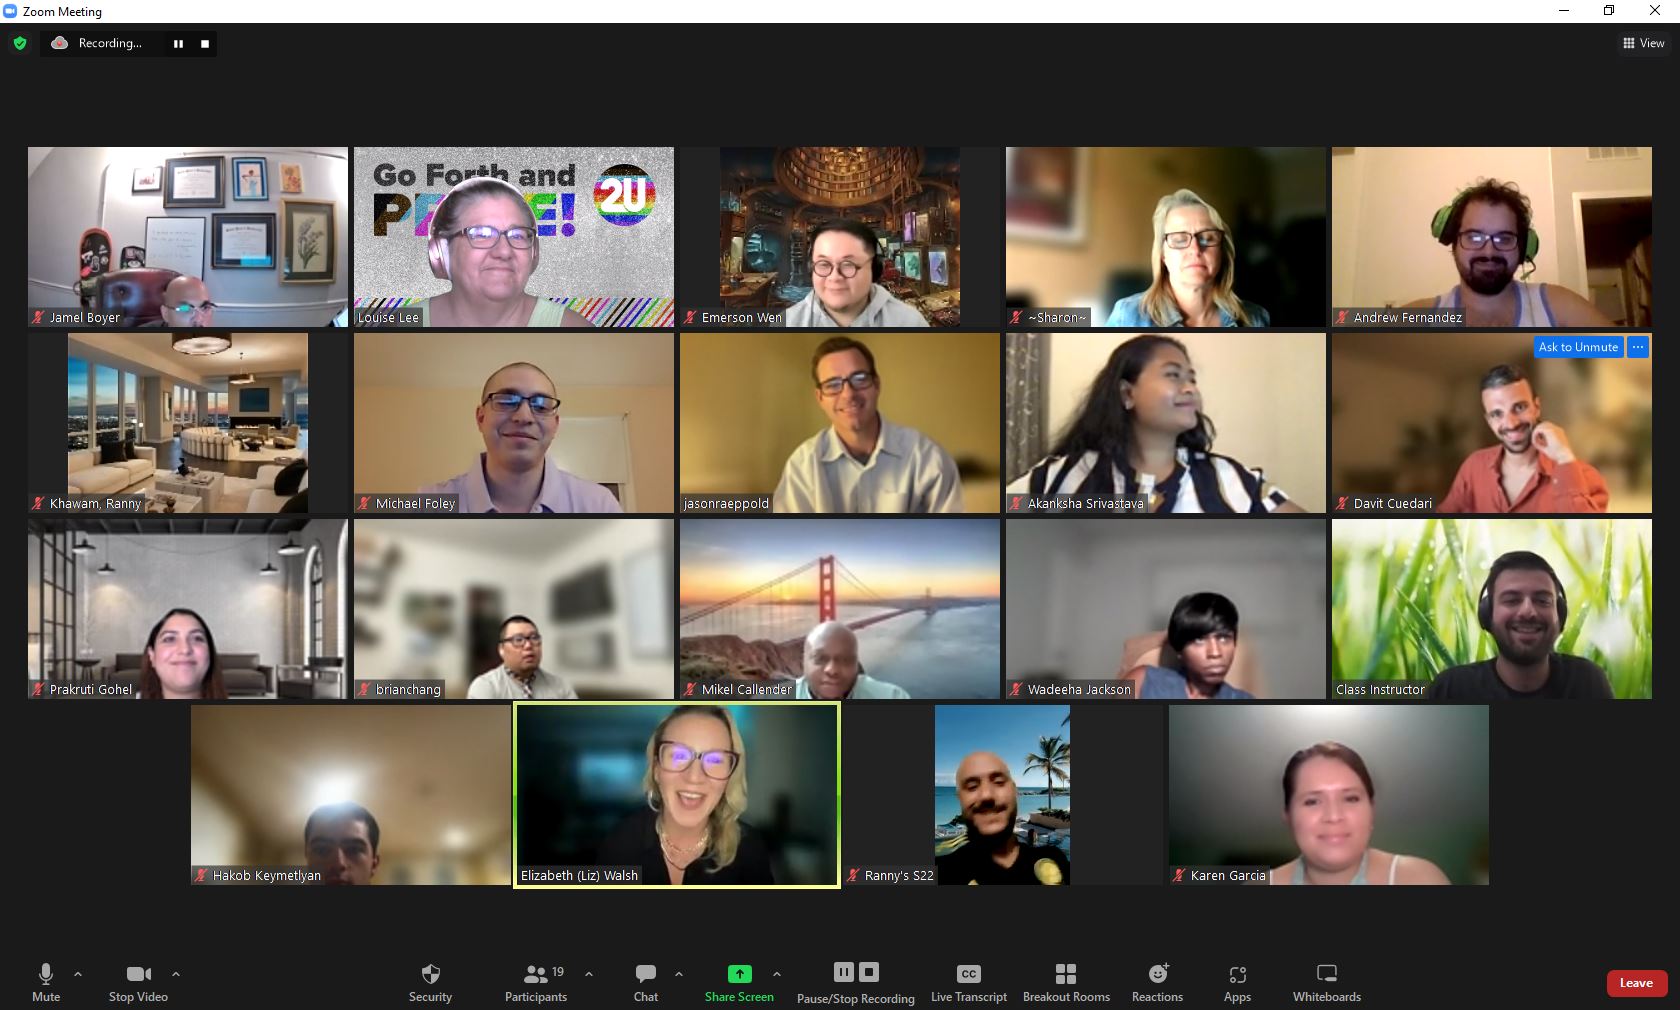 Zoom Meeting
Recording...
View
Go Forth and
2U
Jamel Boyer
Louise Lee
Emerson Wen
~Sharon~
Andrew Fernandez
Ask to Unmute
...
Khawam, Ranny
Michael Foley
jasonraeppold
Akanksha Srivastava
Davit Cuedari
Prakruti Gohel
brianchang
Mikel Callender
Wadeeha Jackson
Class Instructor
Hakob Keymetlyan
Elizabeth (Liz) Walsh
Ranny's S22
Karen Garcia
Mute
Stop Video
Security
Participants
19
Chat
Share Screen
Pause/Stop Recording
CC
Live Transcript
Breakout Rooms
Reactions
Apps
Whiteboards
Leave